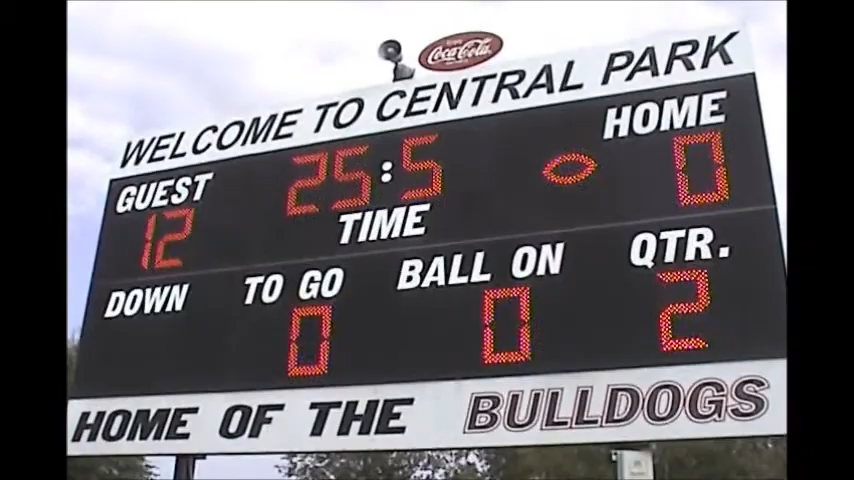 Coca-Cola
WELCOME TO CENTRAL PARK
GUEST 25:5 HOME
12 TIME 0
DOWN TO GO BALL ON QTR.
0 0 2
HOME OF THE BULLDOGS